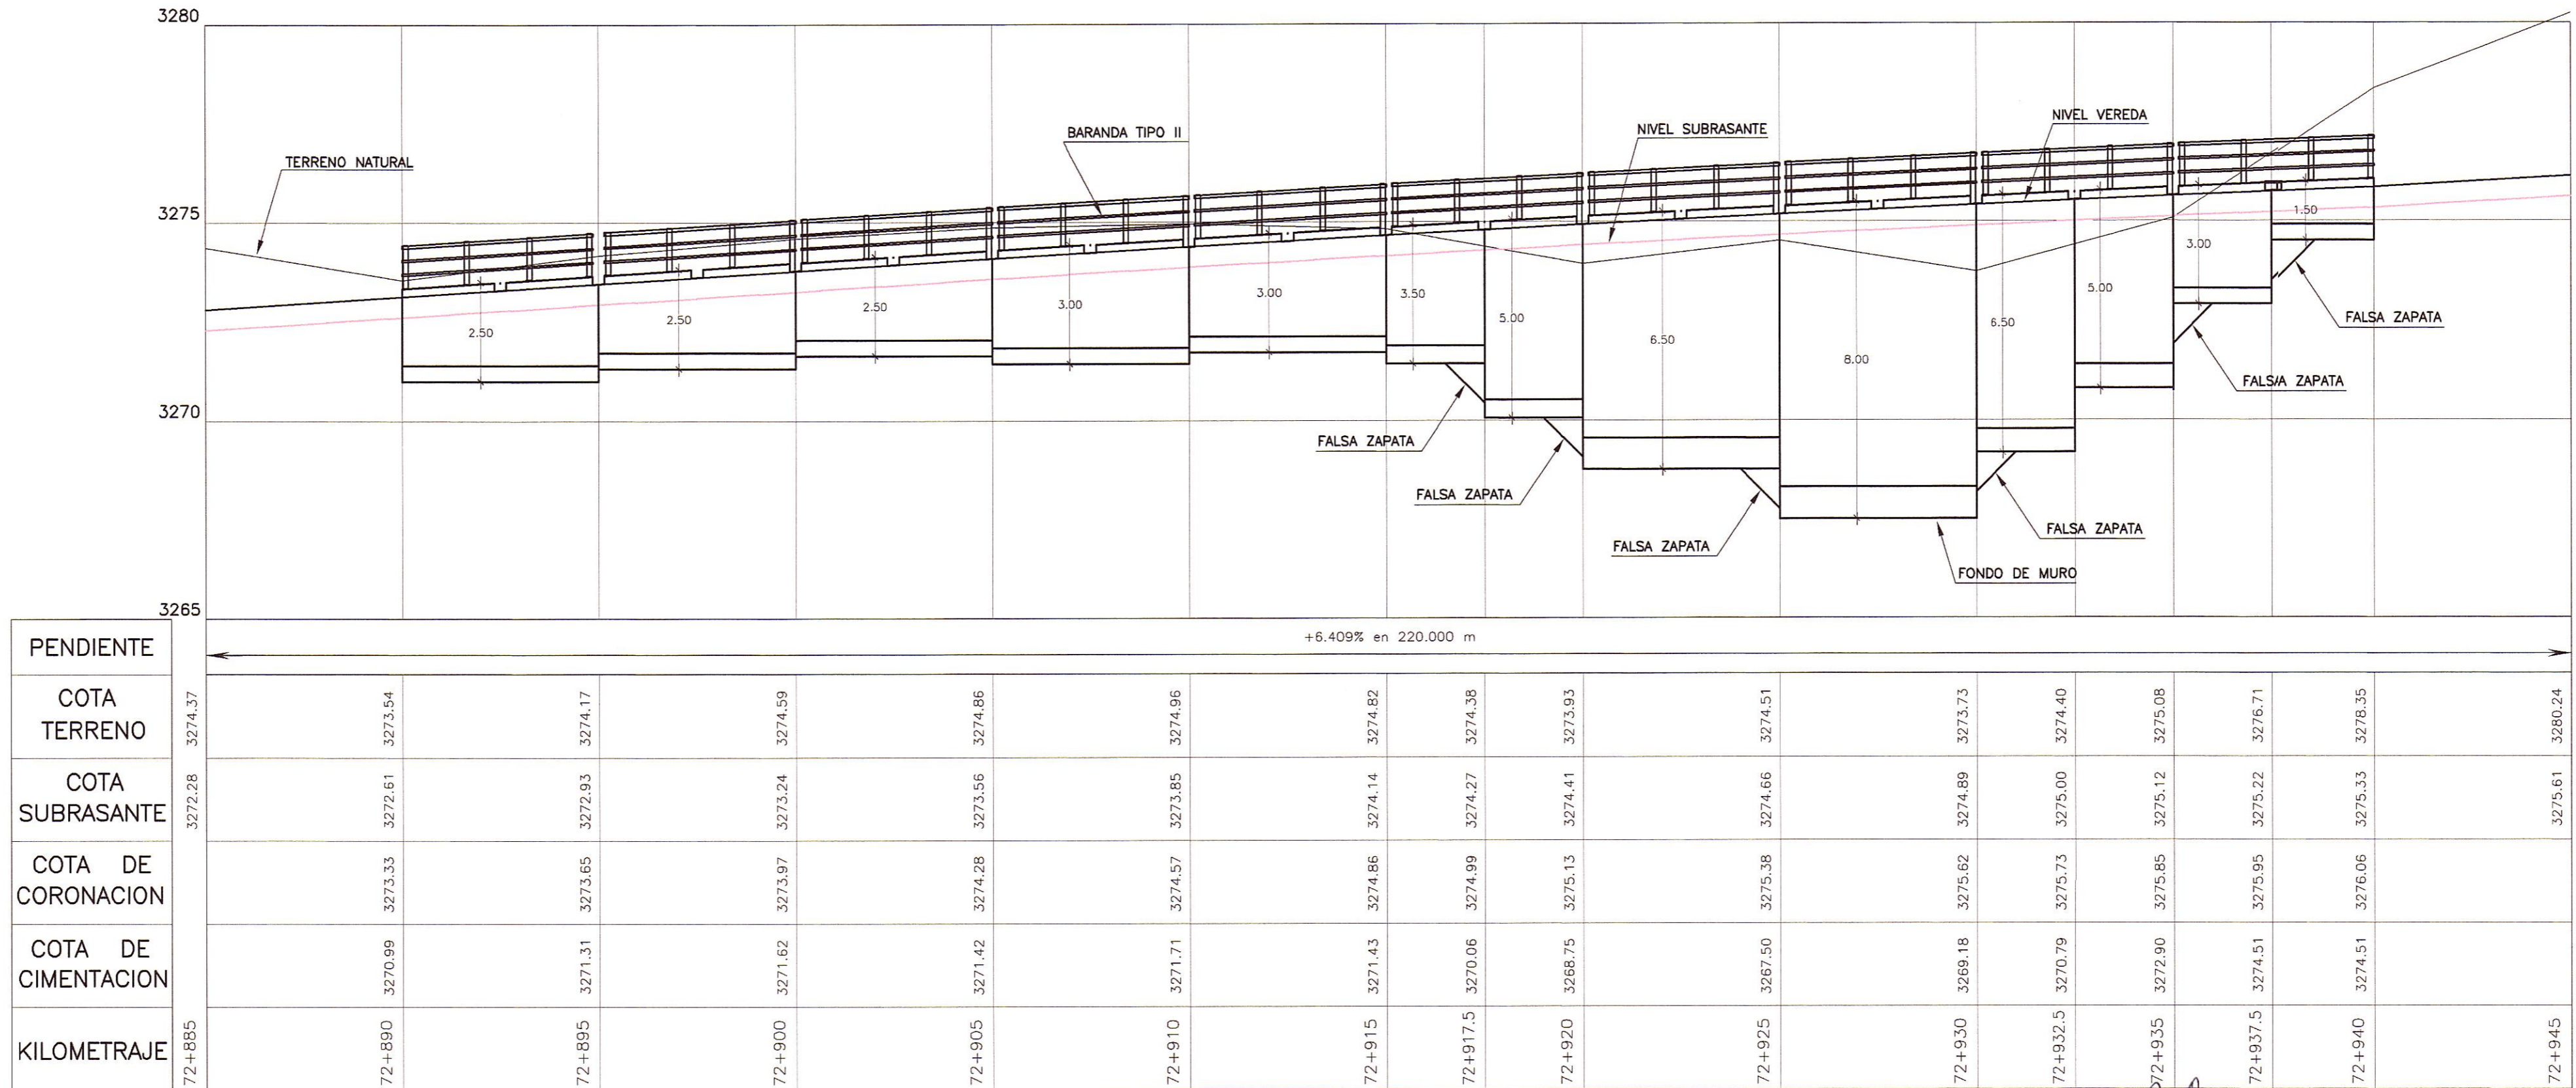 3280
3275
3270
3265
TERRENO NATURAL
BARANDA TIPO II
NIVEL SUBRASANTE
NIVEL VEREDA
2.50
2.50
2.50
3.00
3.00
3.50
5.00
6.50
8.00
6.50
5.00
3.00
1.50
FALSA ZAPATA
FALSA ZAPATA
FALSA ZAPATA
FALSA ZAPATA
FALSA ZAPATA
FALSA ZAPATA
FONDO DE MURO
PENDIENTE
+6.409% en 220.000 m
COTA
TERRENO
3274.37 3273.54 3274.17 3274.59 3274.86 3274.96 3274.82 3274.38 3273.93 3274.51 3273.73 3274.40 3275.08 3276.71 3278.35 3280.24
COTA
SUBRASANTE
3272.28 3272.61 3272.93 3273.24 3273.56 3273.85 3274.14 3274.27 3274.41 3274.66 3274.89 3275.00 3275.12 3275.22 3275.33 3275.61
COTA DE
CORONACION
3273.33 3273.65 3273.97 3274.28 3274.57 3274.86 3274.99 3275.13 3275.38 3275.62 3275.73 3275.85 3275.95 3276.06
COTA DE
CIMENTACION
3270.99 3271.31 3271.62 3271.42 3271.71 3271.43 3270.06 3268.75 3267.50 3269.18 3270.79 3272.90 3274.51 3274.51
KILOMETRAJE
72+885 72+890 72+895 72+900 72+905 72+910 72+915 72+917.5 72+920 72+925 72+930 72+932.5 72+935 72+937.5 72+940 72+945